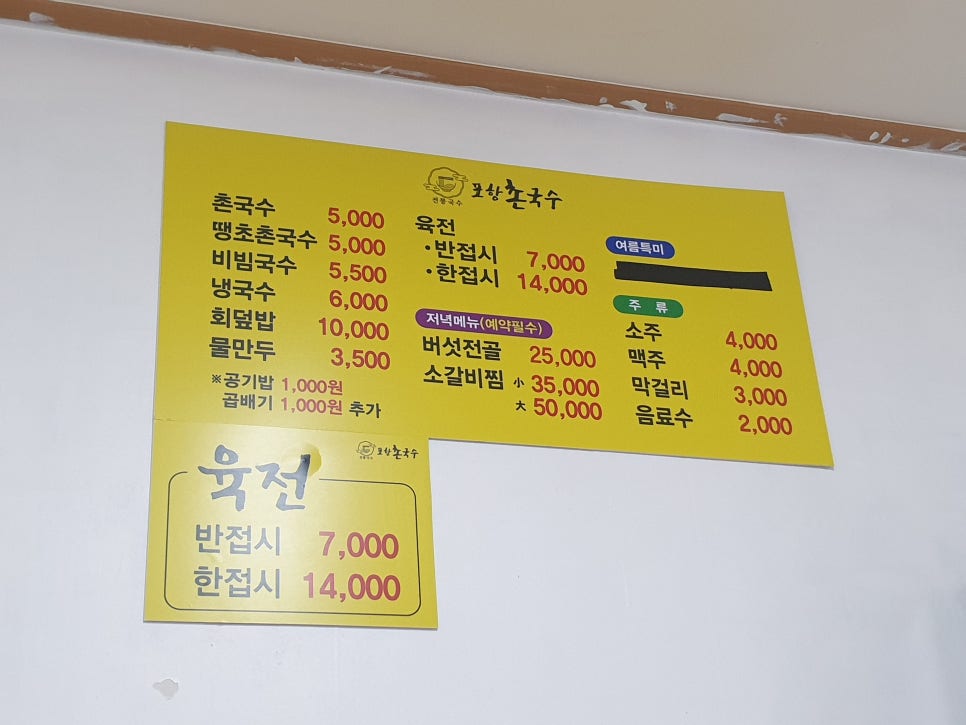 전통국수
포항 촌국수
촌국수 5,000
땡초촌국수 5,000
비빔국수 5,500
냉국수 6,000
회덮밥 10,000
물만두 3,500
※공기밥 1,000원
곱배기 1,000원 추가
육전
•반접시 7,000
•한접시 14,000
저녁메뉴(예약필수)
버섯전골 25,000
소갈비찜 小 35,000
大 50,000
여름특미
주 류
소주 4,000
맥주 4,000
막걸리 3,000
음료수 2,000
전통국수
포항 촌국수
육전
반접시 7,000
한접시 14,000